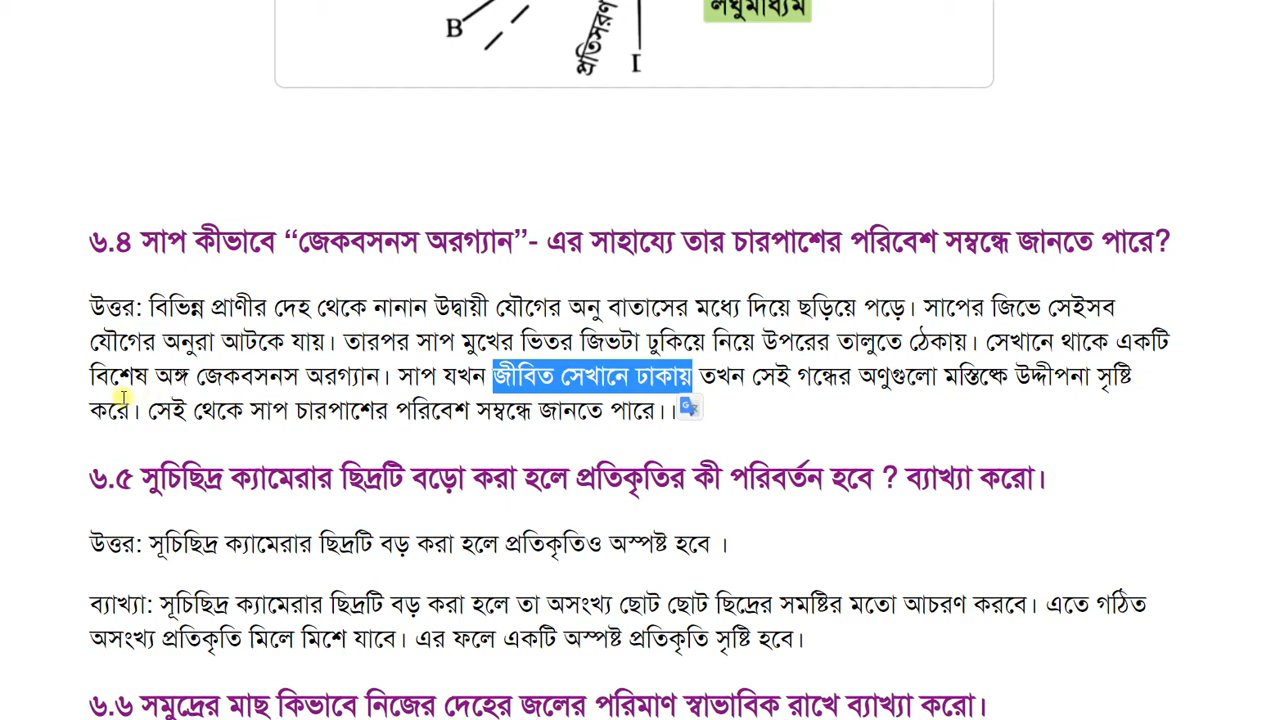 লঘুমাধ্যম
B
প্রতিসরণ
I
৬.৪ সাপ কীভাবে “জেকবসনস অরগ্যান”- এর সাহায্যে তার চারপাশের পরিবেশ সম্বন্ধে জানতে পারে?
উত্তর: বিভিন্ন প্রাণীর দেহ থেকে নানান উদ্বায়ী যৌগের অনু বাতাসের মধ্যে দিয়ে ছড়িয়ে পড়ে। সাপের জিভে সেইসব
যৌগের অনুরা আটকে যায়। তারপর সাপ মুখের ভিতর জিভটা ঢুকিয়ে নিয়ে উপরের তালুতে ঠেকায়। সেখানে থাকে একটি
বিশেষ অঙ্গ জেকবসনস অরগ্যান। সাপ যখন জীবিত সেখানে ঢাকায় তখন সেই গন্ধের অণুগুলো মস্তিষ্কে উদ্দীপনা সৃষ্টি
করে। সেই থেকে সাপ চারপাশের পরিবেশ সম্বন্ধে জানতে পারে।।
৬.৫ সুচিছিদ্র ক্যামেরার ছিদ্রটি বড়ো করা হলে প্রতিকৃতির কী পরিবর্তন হবে ? ব্যাখ্যা করো।
উত্তর: সূচিছিদ্র ক্যামেরার ছিদ্রটি বড় করা হলে প্রতিকৃতিও অস্পষ্ট হবে ।
ব্যাখ্যা: সূচিছিদ্র ক্যামেরার ছিদ্রটি বড় করা হলে তা অসংখ্য ছোট ছোট ছিদ্রের সমষ্টির মতো আচরণ করবে। এতে গঠিত
অসংখ্য প্রতিকৃতি মিলে মিশে যাবে। এর ফলে একটি অস্পষ্ট প্রতিকৃতি সৃষ্টি হবে।
৬.৬ সমুদ্রের মাছ কিভাবে নিজের দেহের জলের পরিমাণ স্বাভাবিক রাখে ব্যাখ্যা করো।